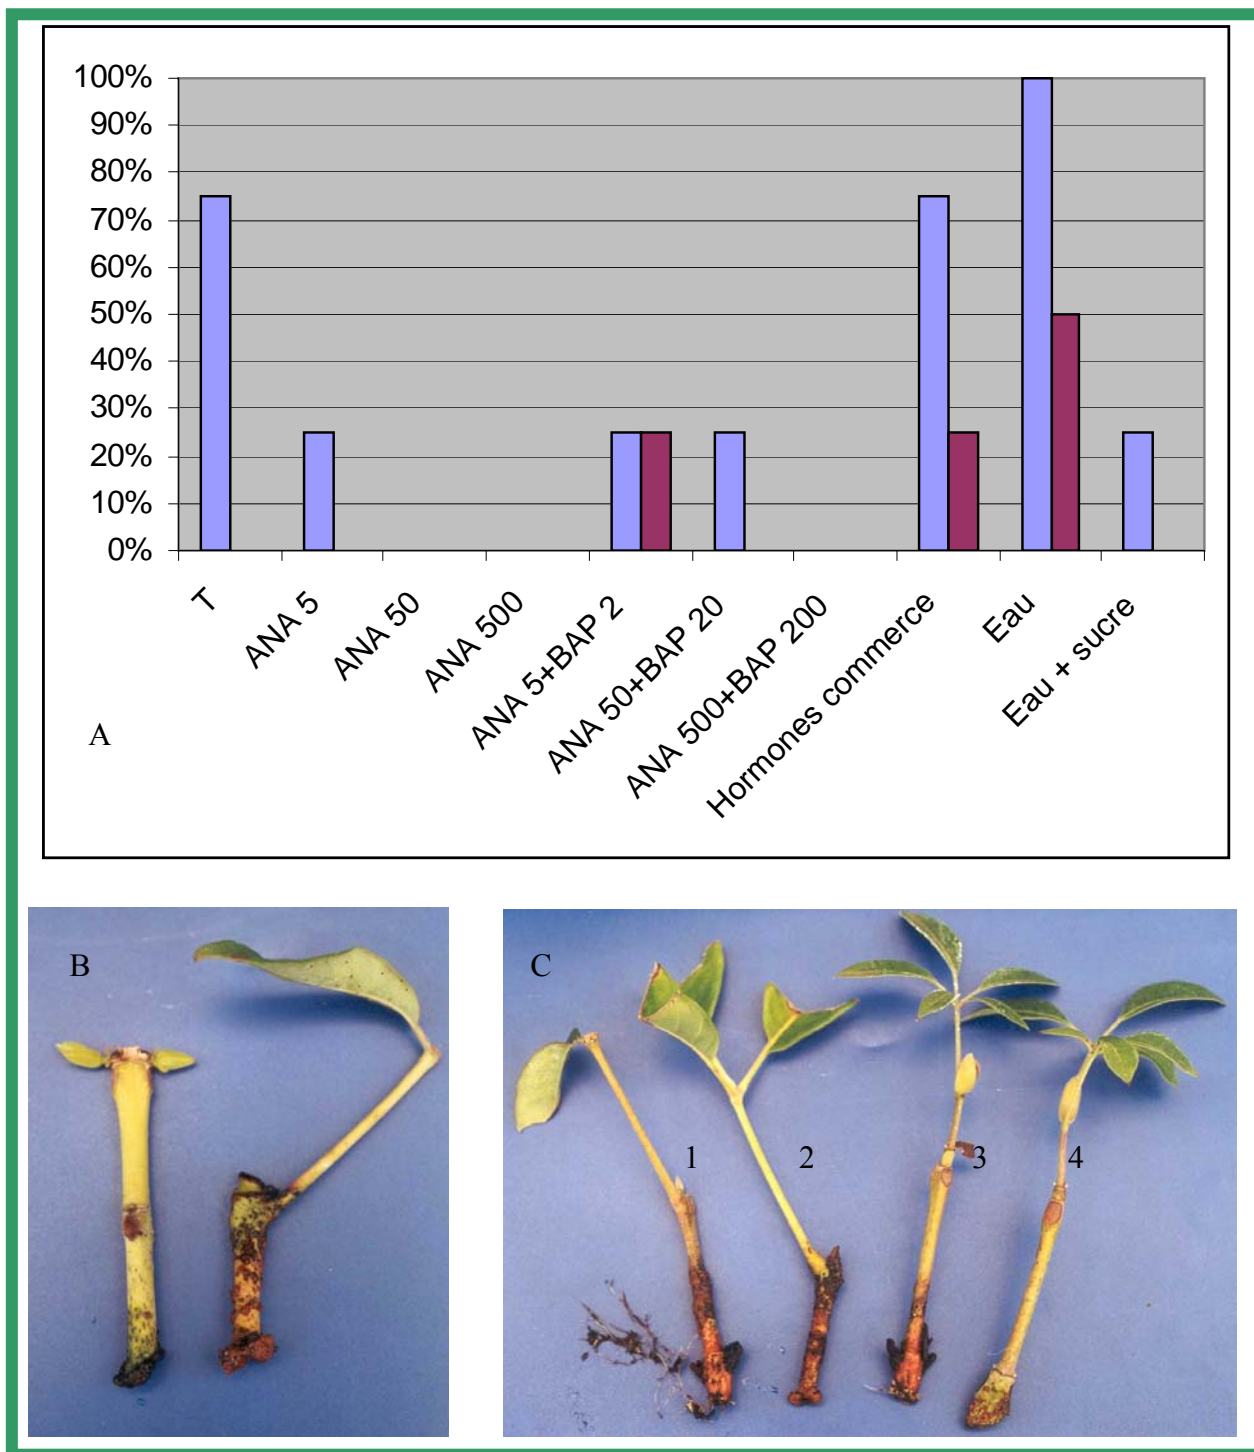 100%
90%
80%
70%
60%
50%
40%
30%
20%
10%
0%
T
ANA 5
ANA 50
ANA 500
ANA 5+BAP 2
ANA 50+BAP 20
ANA 500+BAP 200
Hormones commerce
Eau
Eau + sucre
A
B
C
1
2
3
4